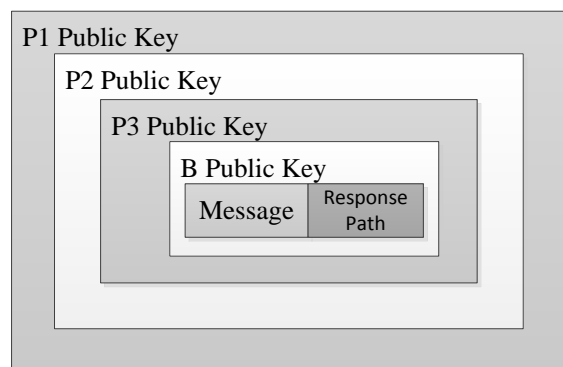 P1 Public Key
P2 Public Key
P3 Public Key
B Public Key
Message
Response
Path